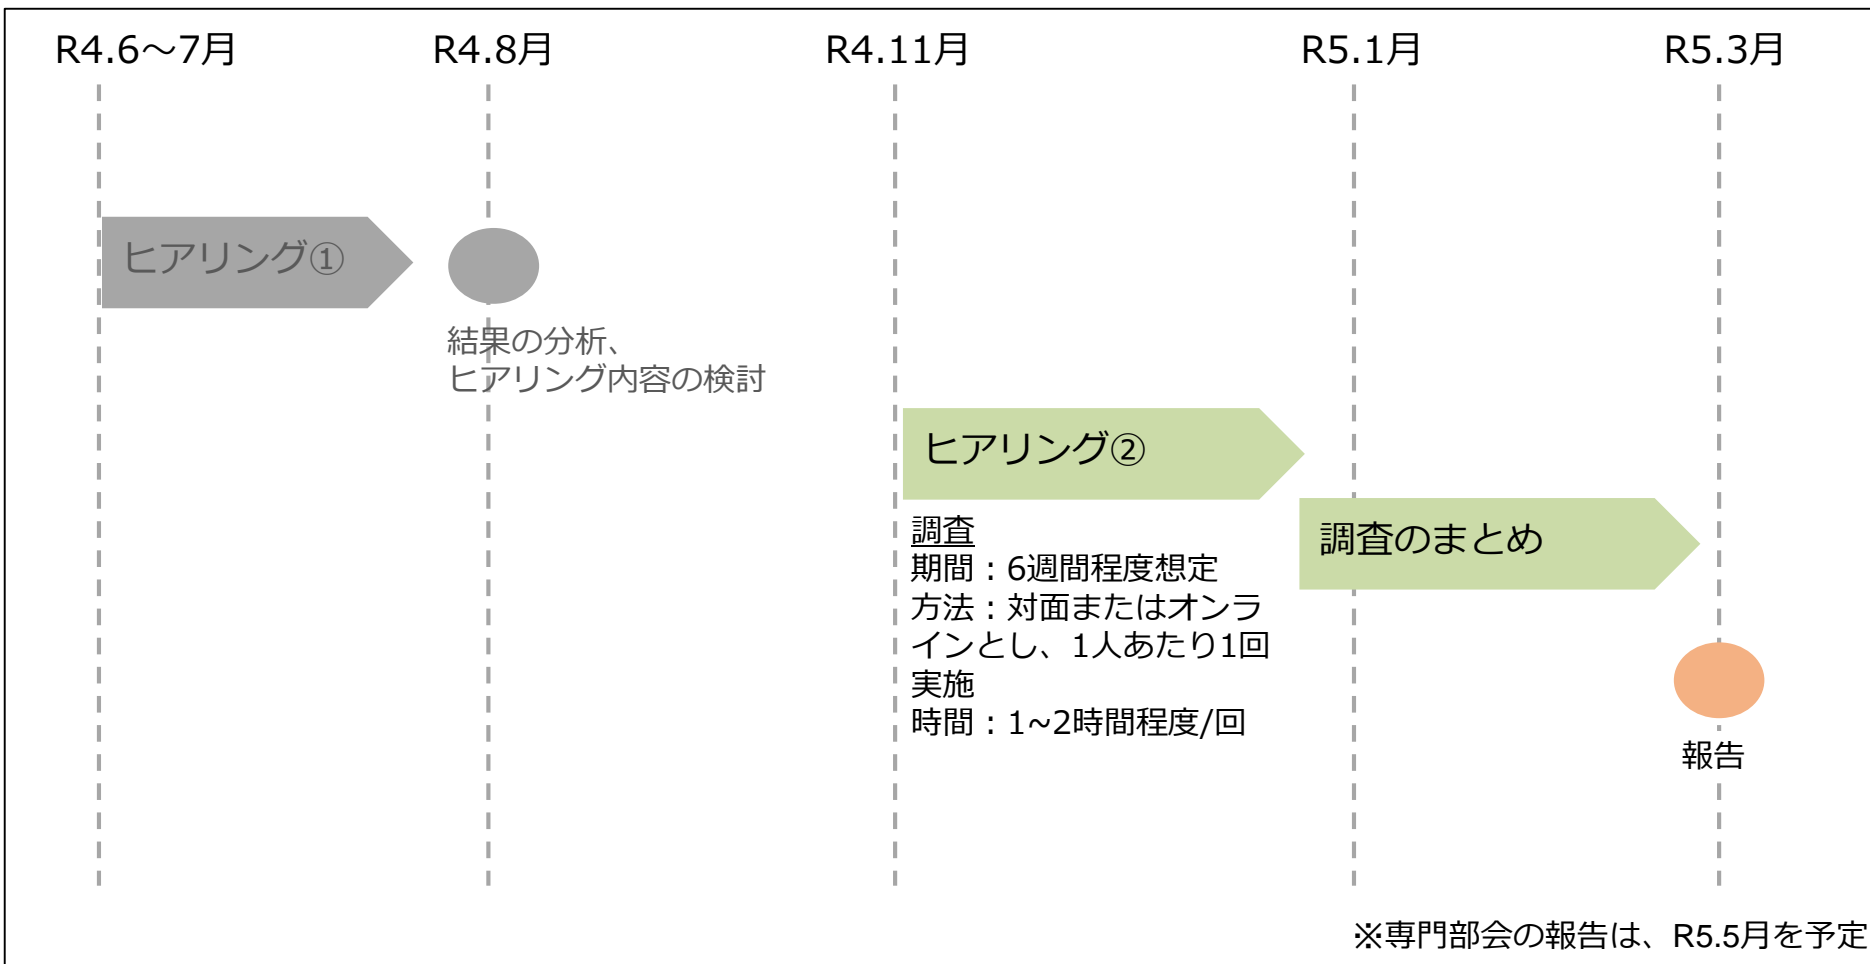 R4.6～7月
R4.8月
R4.11月
R5.1月
R5.3月
ヒアリング①
結果の分析、
ヒアリング内容の検討
ヒアリング②
調査
期間：6週間程度想定
方法：対面またはオンラ
インとし、1人あたり1回
実施
時間：1~2時間程度/回
調査のまとめ
報告
※専門部会の報告は、R5.5月を予定